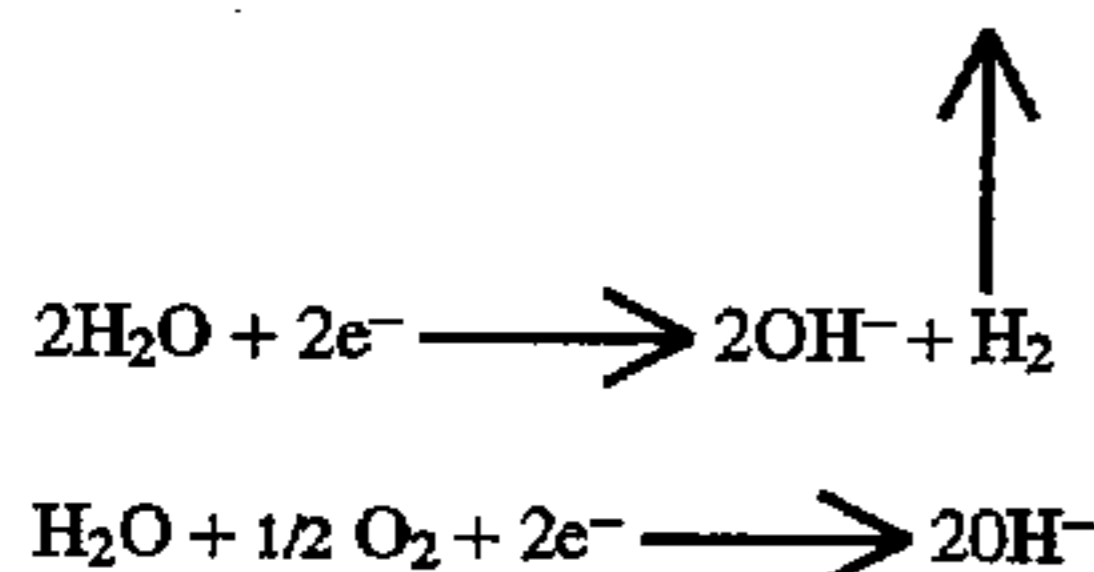 2H₂O + 2e⁻ → 2OH⁻ + H₂↑
H₂O + 1/2 O₂ + 2e⁻ → 2OH⁻